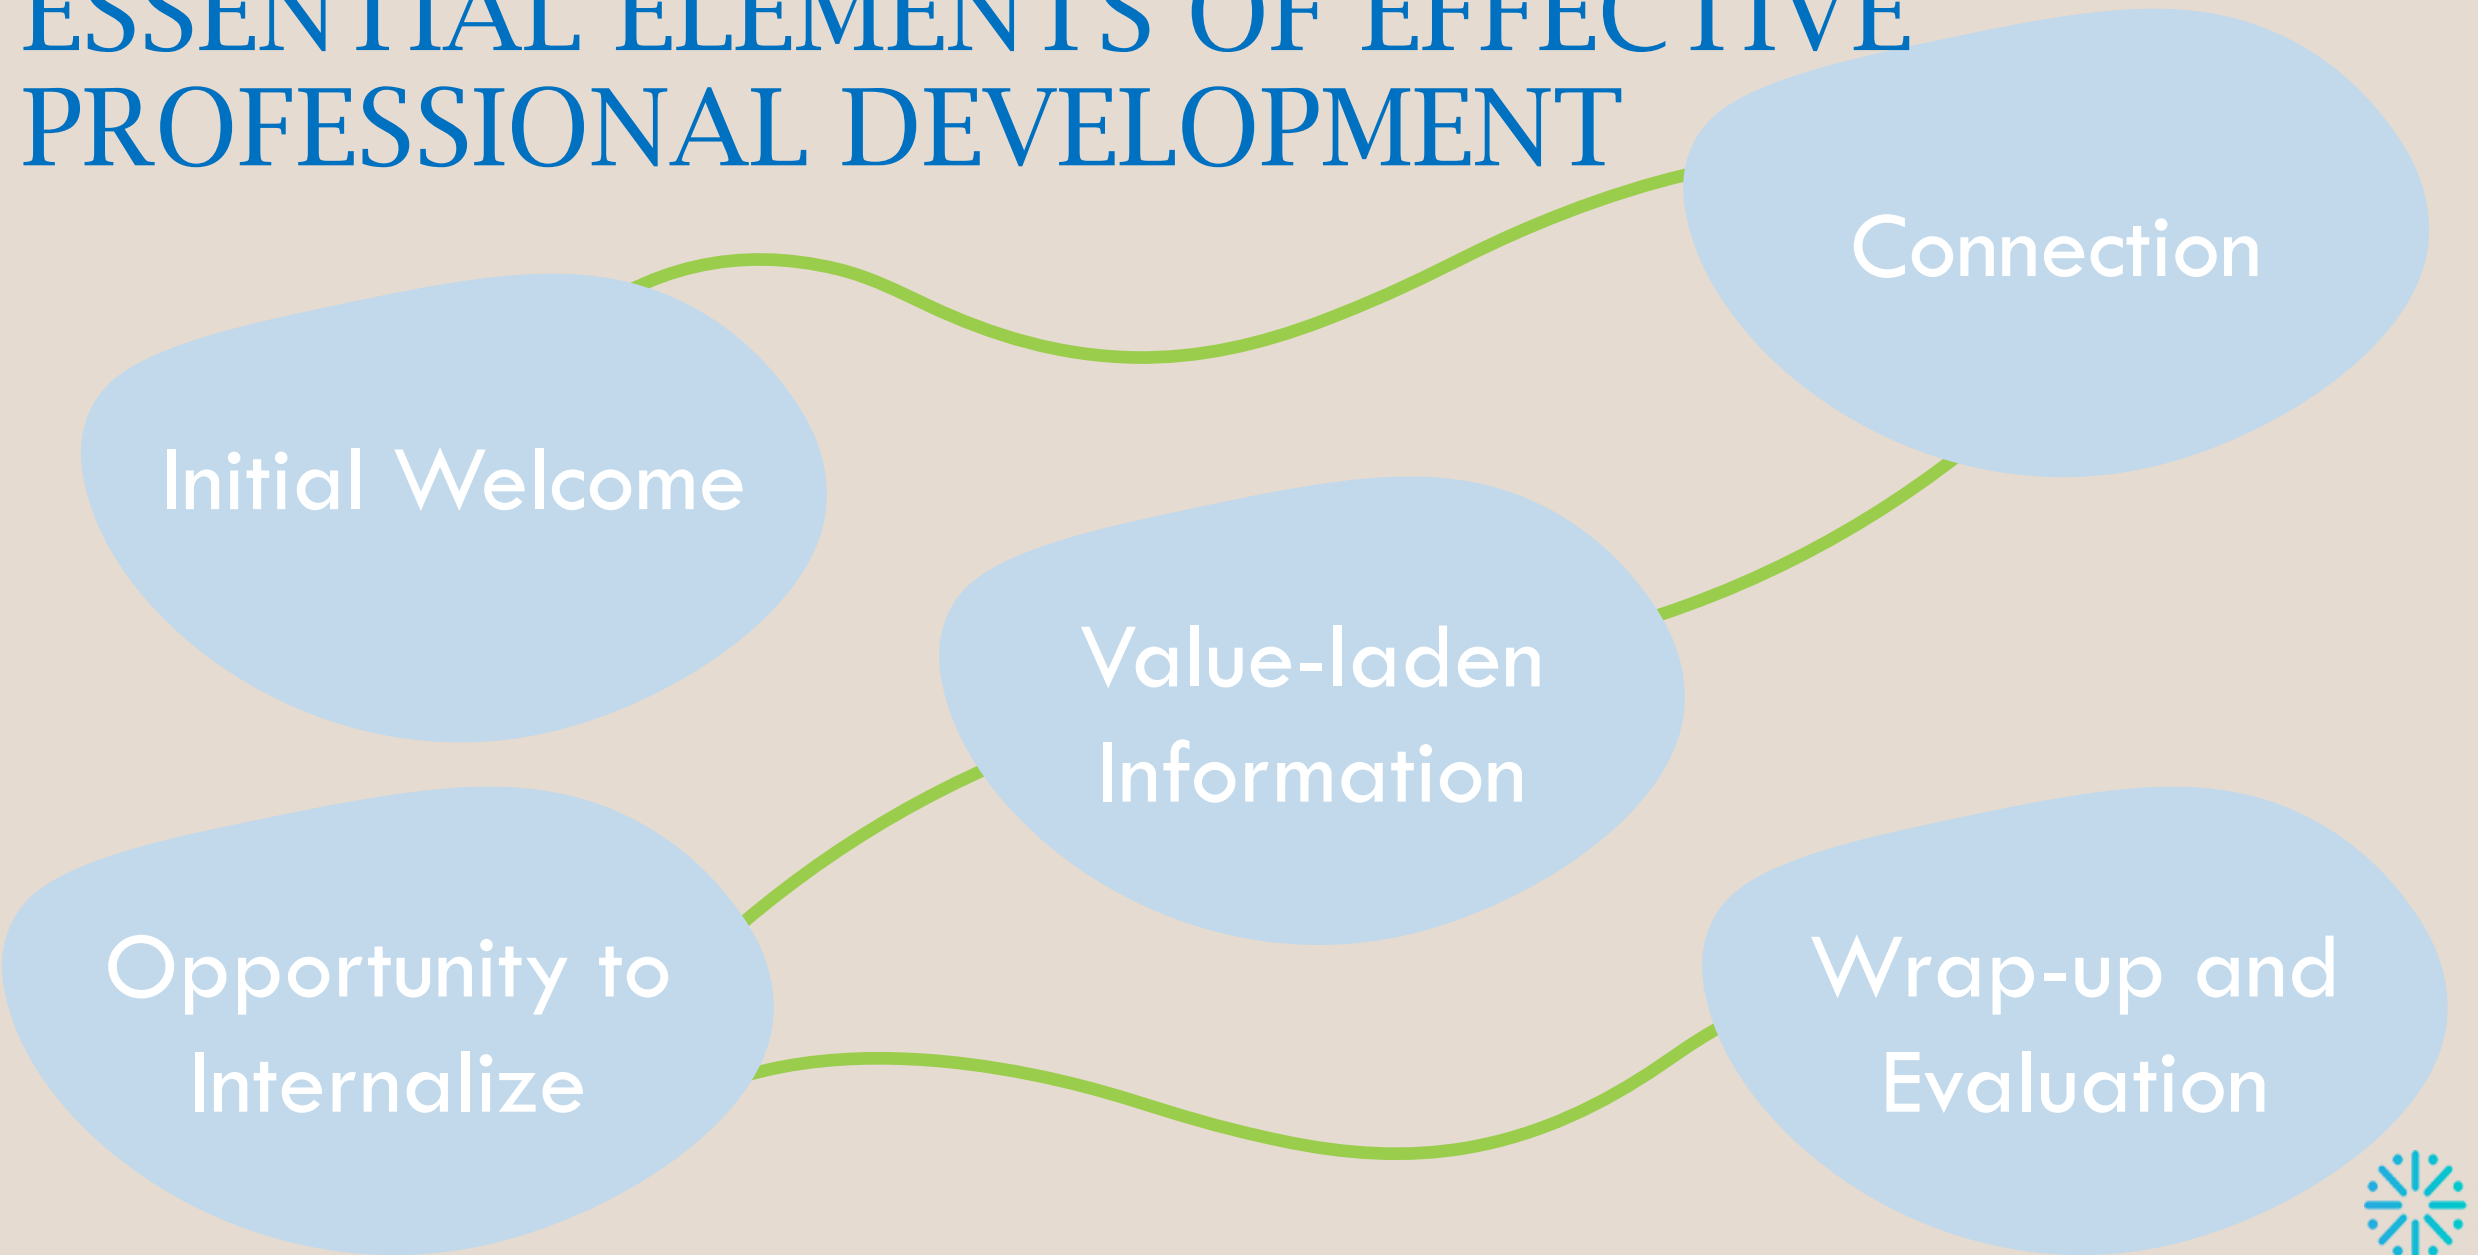 ESSENTIAL ELEMENTS OF EFFECTIVE
PROFESSIONAL DEVELOPMENT
Initial Welcome
Connection
Value-laden
Information
Opportunity to
Internalize
Wrap-up and
Evaluation